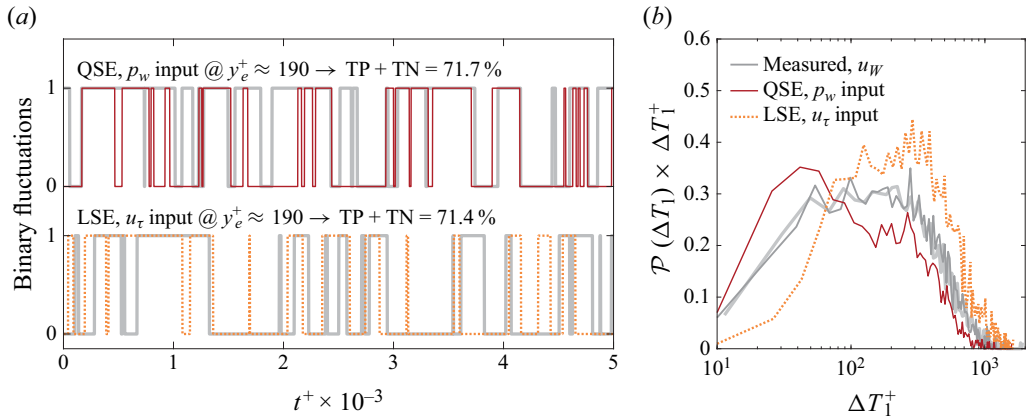 (a)
QSE, p_w input @ y_e^+ ≈ 190 → TP + TN = 71.7 %
1
0
LSE, u_τ input @ y_e^+ ≈ 190 → TP + TN = 71.4 %
1
0
Binary fluctuations
0 1 2 3 4 5
t^+ × 10^{-3}
(b)
Measured, u_W
QSE, p_w input
LSE, u_τ input
0.6
0.5
0.4
0.3
0.2
0.1
0
𝒫 (ΔT_1) × ΔT_1^+
10^1 10^2 10^3
ΔT_1^+